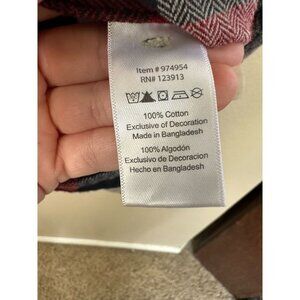 Item # 974954
RN# 123913
100% Cotton
Exclusive of Decoration
Made in Bangladesh
100% Algodón
Exclusivo de Decoracion
Hecho en Bangladesh